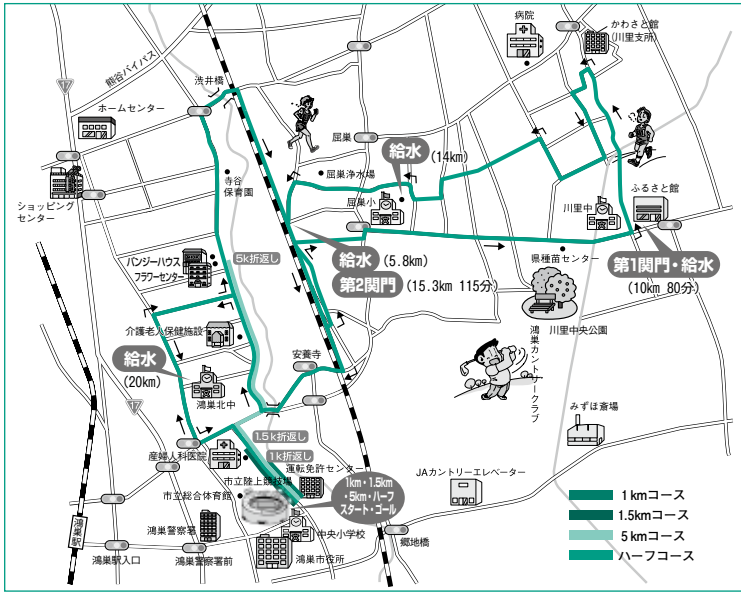 病院
かわさと館
(川里支所)
熊谷バイパス
渋井橋
17
ホームセンター
屈巣
給水
(14km)
屈巣浄水場
寺谷
保育園
屈巣小
川里中
ふるさと館
ショッピング
センター
パンジーハウス
フラワーセンター
5k折返し
給水
(5.8km)
第2関門
(15.3km 115分)
県種苗センター
第1関門・給水
(10km 80分)
川里中央公園
鴻巣カントリークラブ
介護老人保健施設
安養寺
給水
(20km)
鴻巣北中
17
みずほ斎場
1.5k折返し
1k折返し
産婦人科医院
運転免許センター
市立陸上競技場
市立総合体育館
1km・1.5km
・5km・ハーフ
スタート・ゴール
JAカントリーエレベーター
鴻巣駅
鴻巣警察署
中央小学校
郷地橋
鴻巣駅入口
鴻巣警察署前
鴻巣市役所
1kmコース
1.5kmコース
5kmコース
ハーフコース